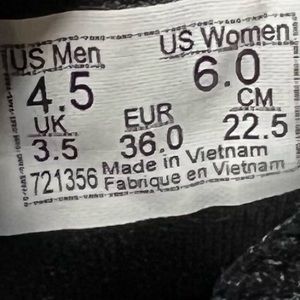 US Men US Women
4.5 6.0
UK EUR CM
3.5 36.0 22.5
721356 Made in Vietnam
Fabrique en Vietnam